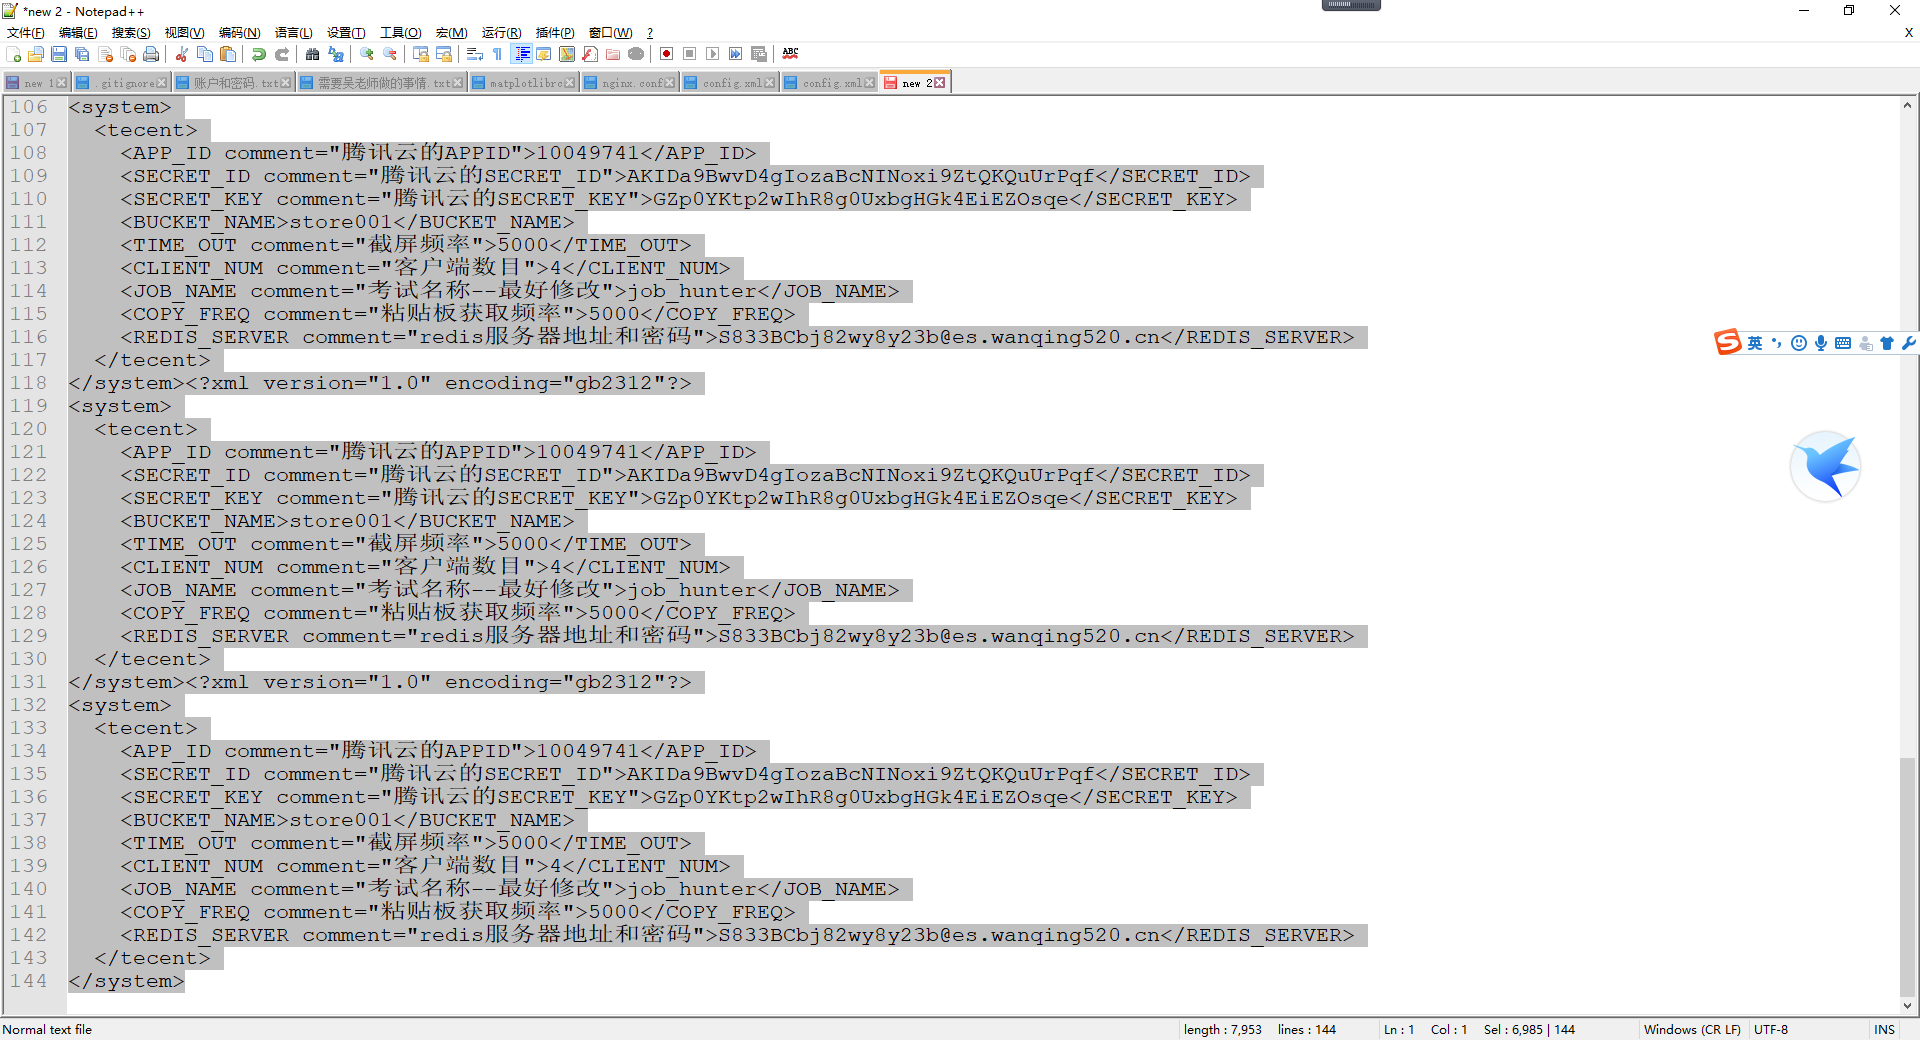 *new 2 - Notepad++
文件(F) 编辑(E) 搜索(S) 视图(V) 编码(N) 语言(L) 设置(T) 工具(O) 宏(M) 运行(R) 插件(P) 窗口(W) ? X
ABC
new 1 .gitignore 账户和密码.txt 需要吴老师做的事情.txt matplotlibrc nginx.conf config.xml config.xml new 2
106 <system>
107 <tecent>
108 <APP_ID comment="腾讯云的APPID">10049741</APP_ID>
109 <SECRET_ID comment="腾讯云的SECRET_ID">AKIDa9BwvD4gIozaBcNINoxi9ZtQKQuUrPqf</SECRET_ID>
110 <SECRET_KEY comment="腾讯云的SECRET_KEY">GZp0YKtp2wIhR8g0UxbgHGk4EiEZOsqe</SECRET_KEY>
111 <BUCKET_NAME>store001</BUCKET_NAME>
112 <TIME_OUT comment="截屏频率">5000</TIME_OUT>
113 <CLIENT_NUM comment="客户端数目">4</CLIENT_NUM>
114 <JOB_NAME comment="考试名称--最好修改">job_hunter</JOB_NAME>
115 <COPY_FREQ comment="粘贴板获取频率">5000</COPY_FREQ>
116 <REDIS_SERVER comment="redis服务器地址和密码">S833BCbj82wy8y23b@es.wanqing520.cn</REDIS_SERVER>
117 </tecent>
118 </system><?xml version="1.0" encoding="gb2312"?>
119 <system>
120 <tecent>
121 <APP_ID comment="腾讯云的APPID">10049741</APP_ID>
122 <SECRET_ID comment="腾讯云的SECRET_ID">AKIDa9BwvD4gIozaBcNINoxi9ZtQKQuUrPqf</SECRET_ID>
123 <SECRET_KEY comment="腾讯云的SECRET_KEY">GZp0YKtp2wIhR8g0UxbgHGk4EiEZOsqe</SECRET_KEY>
124 <BUCKET_NAME>store001</BUCKET_NAME>
125 <TIME_OUT comment="截屏频率">5000</TIME_OUT>
126 <CLIENT_NUM comment="客户端数目">4</CLIENT_NUM>
127 <JOB_NAME comment="考试名称--最好修改">job_hunter</JOB_NAME>
128 <COPY_FREQ comment="粘贴板获取频率">5000</COPY_FREQ>
129 <REDIS_SERVER comment="redis服务器地址和密码">S833BCbj82wy8y23b@es.wanqing520.cn</REDIS_SERVER>
130 </tecent>
131 </system><?xml version="1.0" encoding="gb2312"?>
132 <system>
133 <tecent>
134 <APP_ID comment="腾讯云的APPID">10049741</APP_ID>
135 <SECRET_ID comment="腾讯云的SECRET_ID">AKIDa9BwvD4gIozaBcNINoxi9ZtQKQuUrPqf</SECRET_ID>
136 <SECRET_KEY comment="腾讯云的SECRET_KEY">GZp0YKtp2wIhR8g0UxbgHGk4EiEZOsqe</SECRET_KEY>
137 <BUCKET_NAME>store001</BUCKET_NAME>
138 <TIME_OUT comment="截屏频率">5000</TIME_OUT>
139 <CLIENT_NUM comment="客户端数目">4</CLIENT_NUM>
140 <JOB_NAME comment="考试名称--最好修改">job_hunter</JOB_NAME>
141 <COPY_FREQ comment="粘贴板获取频率">5000</COPY_FREQ>
142 <REDIS_SERVER comment="redis服务器地址和密码">S833BCbj82wy8y23b@es.wanqing520.cn</REDIS_SERVER>
143 </tecent>
144 </system>
S 英
Normal text file length : 7,953 lines : 144 Ln : 1 Col : 1 Sel : 6,985 | 144 Windows (CR LF) UTF-8 INS